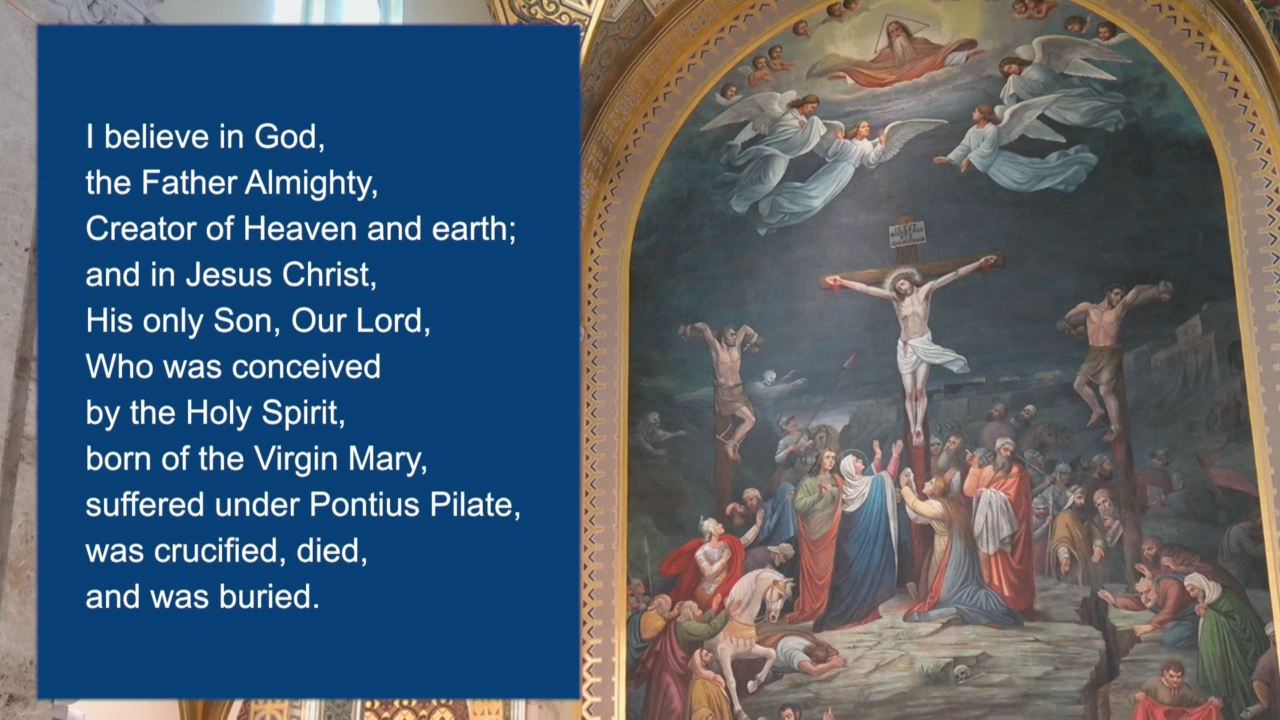 I believe in God,
the Father Almighty,
Creator of Heaven and earth;
and in Jesus Christ,
His only Son, Our Lord,
Who was conceived
by the Holy Spirit,
born of the Virgin Mary,
suffered under Pontius Pilate,
was crucified, died,
and was buried.